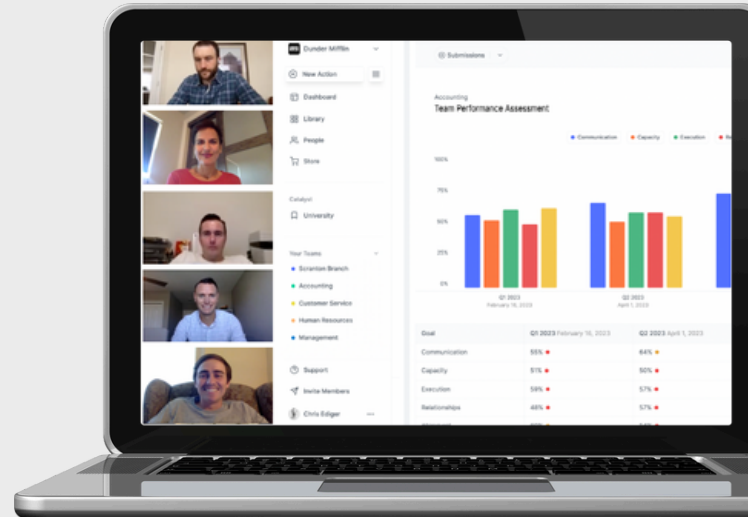 Dunder Mifflin
New Action
Dashboard
Library
People
Store
Catalyst
University
Your Teams
Scranton Branch
Accounting
Customer Service
Human Resources
Management
Support
Invite Members
Chris Ediger
Submissions
Accounting
Team Performance Assessment
Communication Capacity Execution
100%
75%
50%
25%
0%
Q1 2023
February 16, 2023
Q2 2023
April 1, 2023
Goal Q1 2023 February 16, 2023 Q2 2023 April 1, 2023
Communication 55% 64%
Capacity 51% 50%
Execution 59% 57%
Relationships 48% 57%